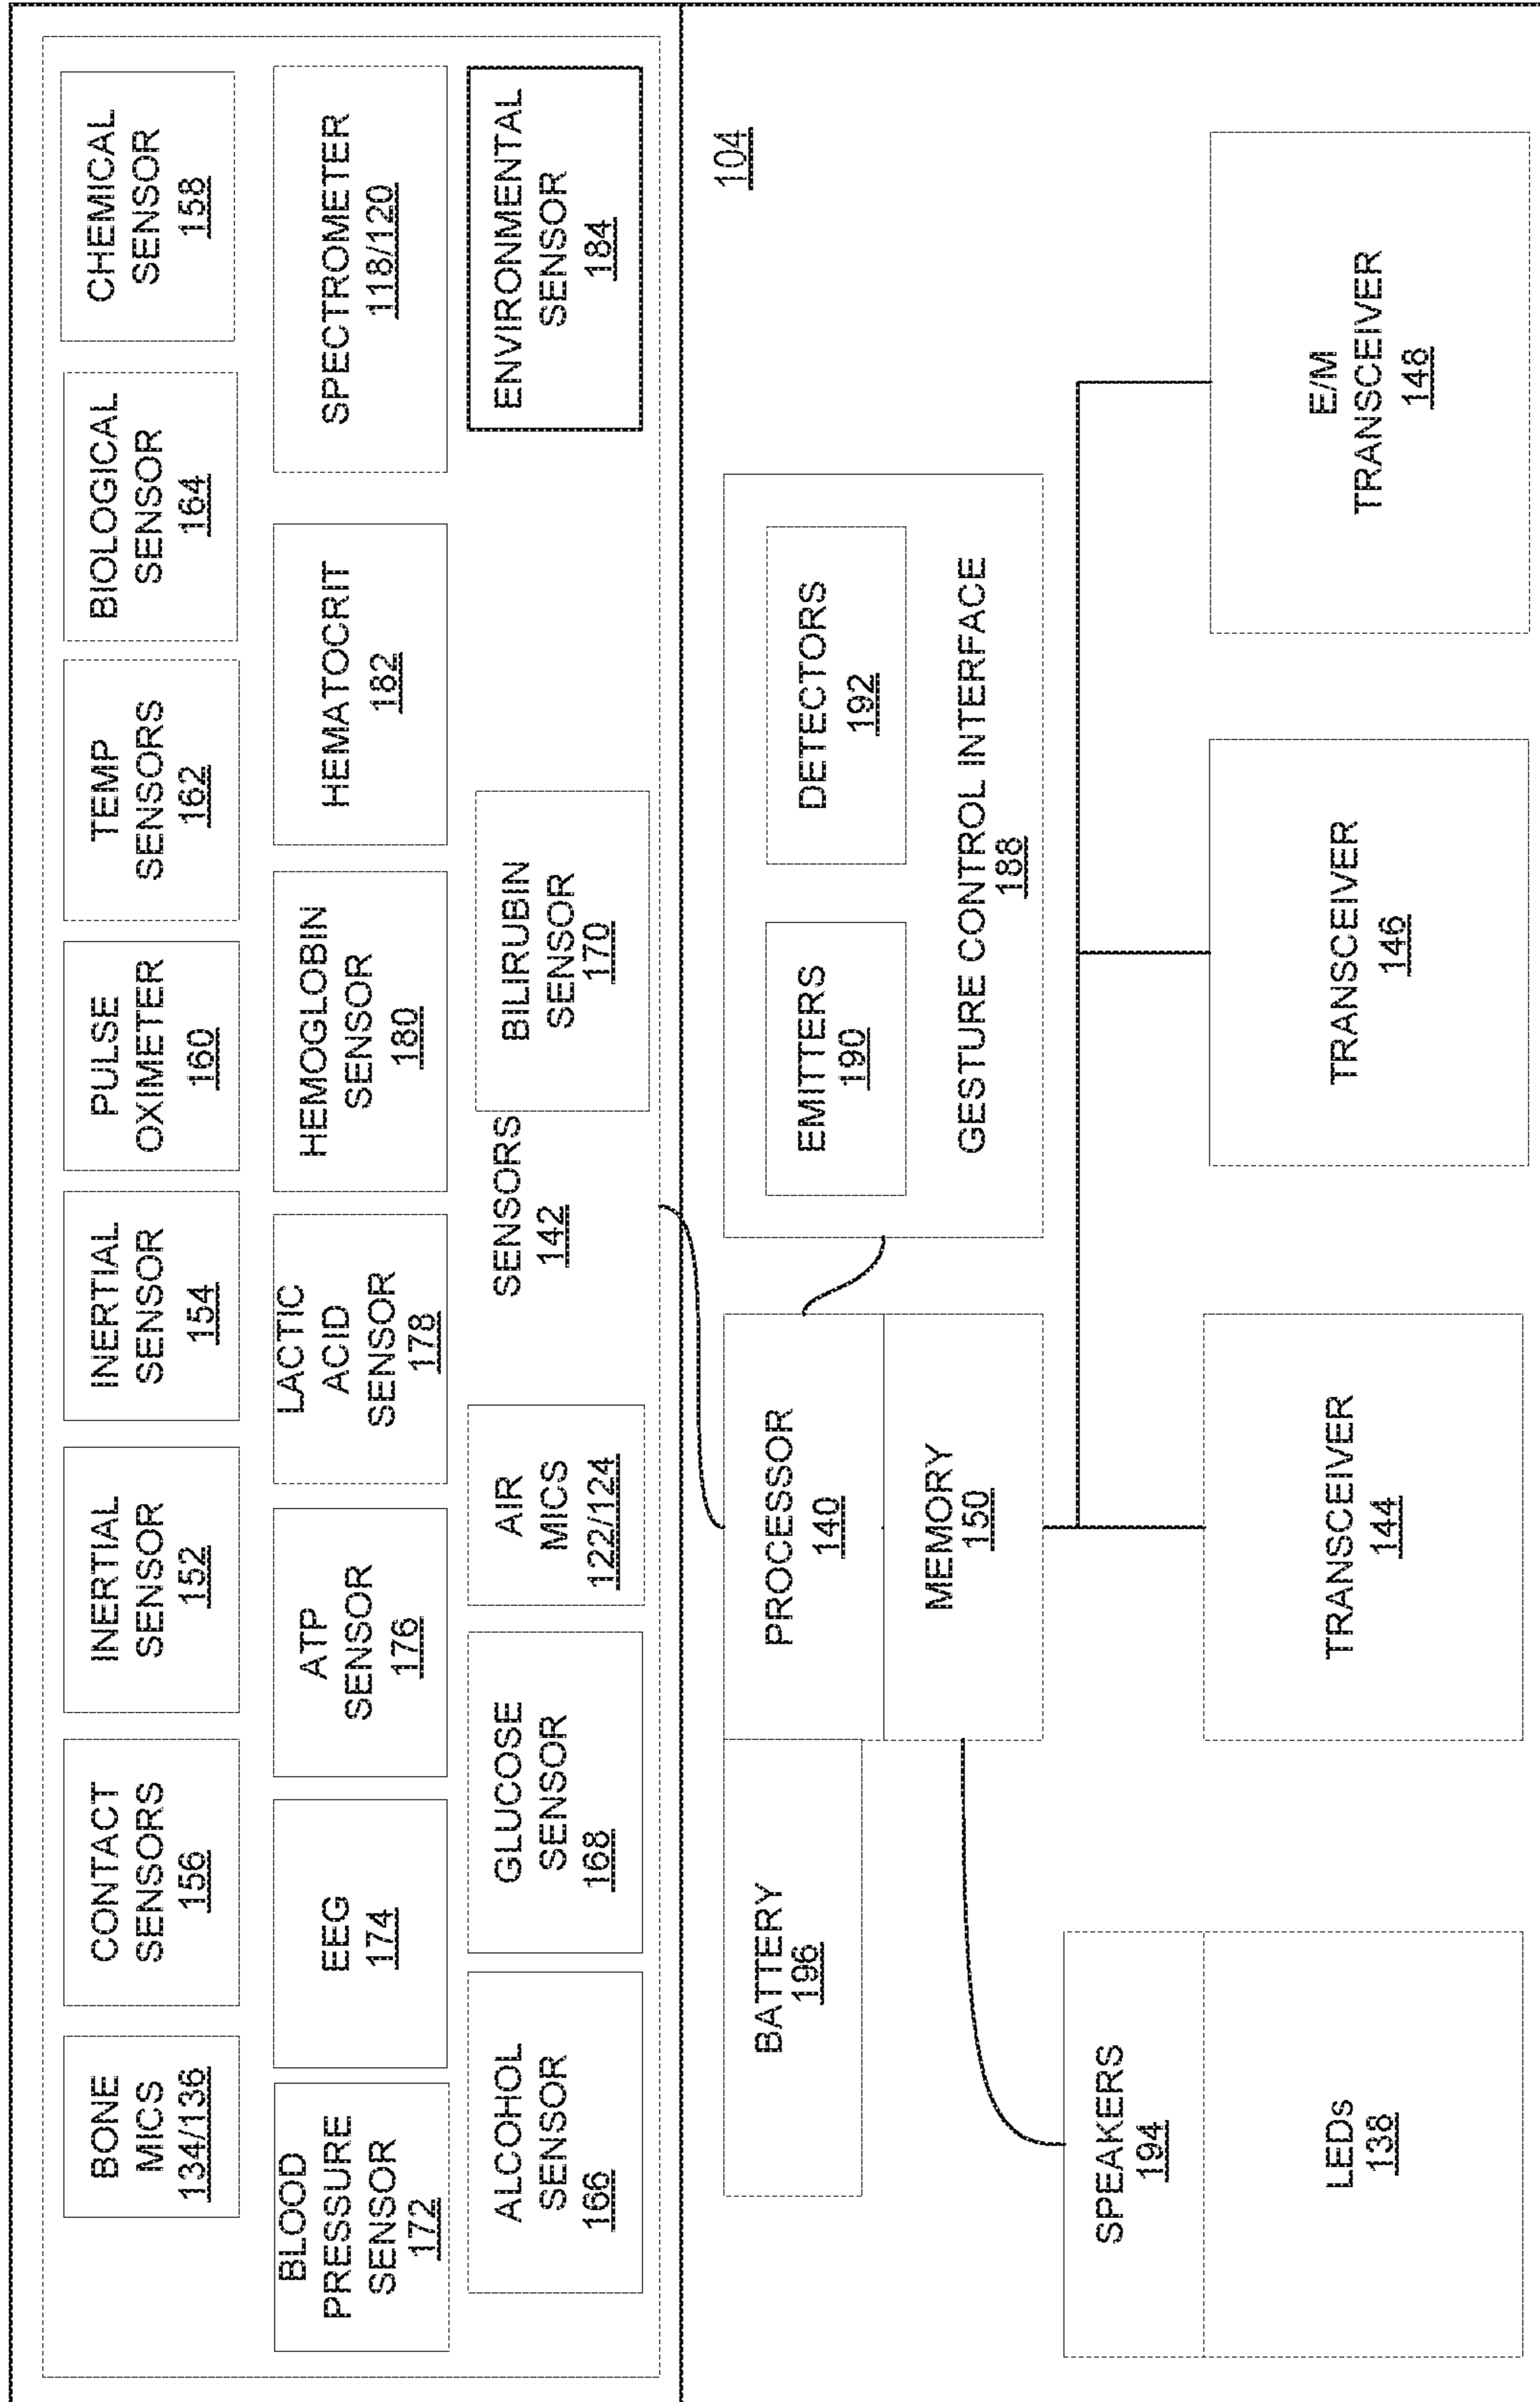 BONE
MICS
134/136
CONTACT
SENSORS
156
INERTIAL
SENSOR
152
INERTIAL
SENSOR
154
PULSE
OXIMETER
160
TEMP
SENSORS
162
BIOLOGICAL
SENSOR
164
CHEMICAL
SENSOR
158
BLOOD
PRESSURE
SENSOR
172
EEG
174
ATP
SENSOR
176
LACTIC
ACID
SENSOR
178
HEMOGLOBIN
SENSOR
180
HEMATOCRIT
182
SPECTROMETER
118/120
ALCOHOL
SENSOR
166
GLUCOSE
SENSOR
168
AIR
MICS
122/124
SENSORS
142
BILIRUBIN
SENSOR
170
ENVIRONMENTAL
SENSOR
184
104
BATTERY
196
PROCESSOR
140
MEMORY
150
EMITTERS
190
DETECTORS
192
GESTURE CONTROL INTERFACE
188
SPEAKERS
194
LEDs
138
TRANSCEIVER
144
TRANSCEIVER
146
E/M
TRANSCEIVER
148